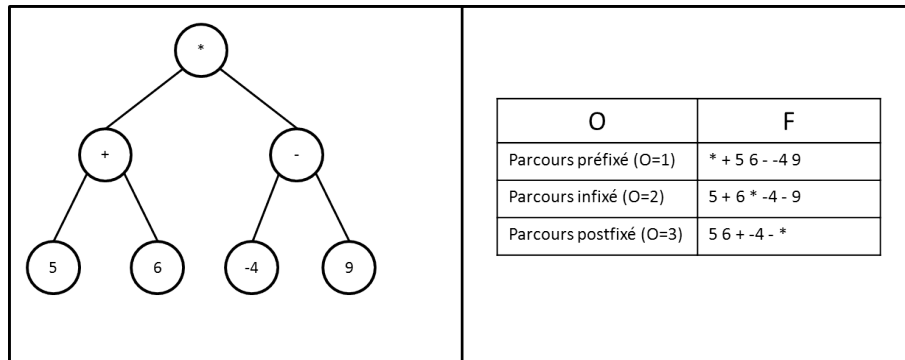 *
+
-
5
6
-4
9
O F
Parcours préfixé (O=1) * + 5 6 - -4 9
Parcours infixé (O=2) 5 + 6 * -4 - 9
Parcours postfixé (O=3) 5 6 + -4 - *